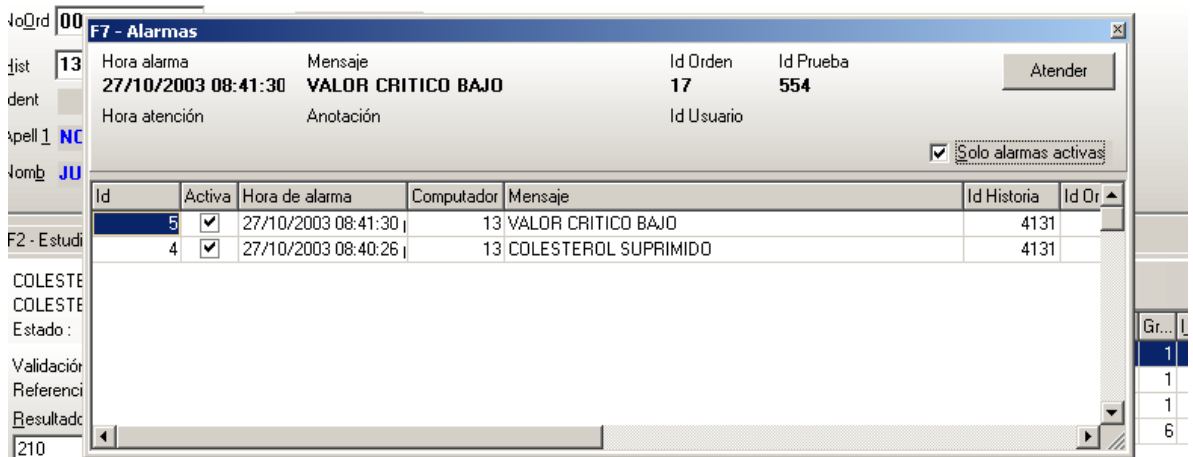 NoOrd 00
F7 - Alarmas
Hist 13
Hora alarma Mensaje Id Orden Id Prueba Atender
27/10/2003 08:41:30 VALOR CRITICO BAJO 17 554
Ident
Hora atención Anotación Id Usuario
Apell 1 NO
Solo alarmas activas
Nomb JU
Id Activa Hora de alarma Computador Mensaje Id Historia Id Or
5 27/10/2003 08:41:30 13 VALOR CRITICO BAJO 4131
4 27/10/2003 08:40:26 13 COLESTEROL SUPRIMIDO 4131
F2 - Estudi
COLESTE
COLESTE
Estado :
Gr...
Validación
1
Referenci
1
Resultado
1
6
210